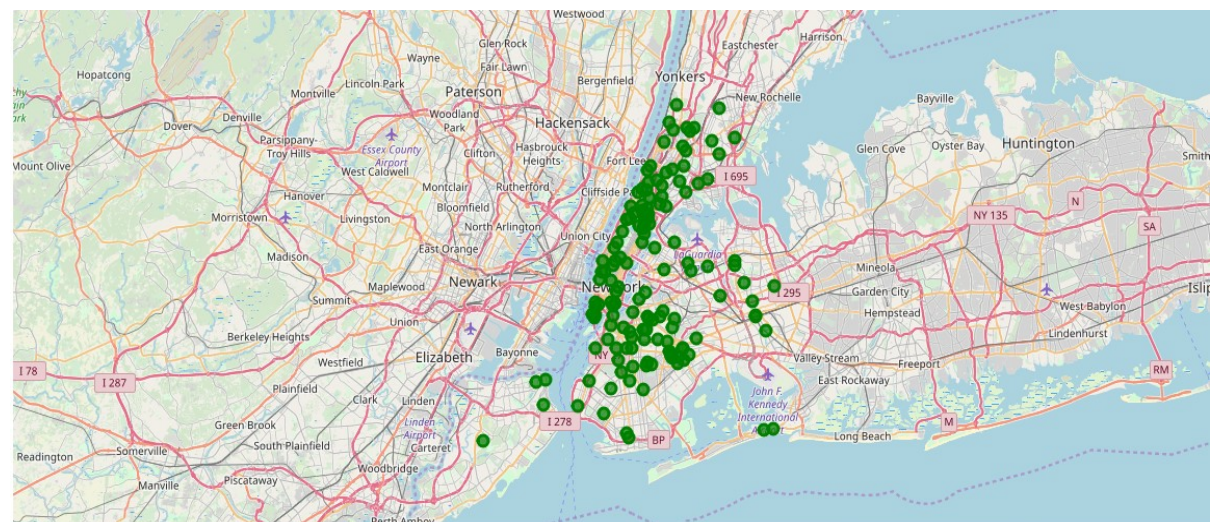 Westwood
Harrison
Eastchester
Glen Rock
Wayne
Fair Lawn
Yonkers
Hopatcong
Bergenfield
Lincoln Park
Montville
Paterson
New Rochelle
Bayville
Woodland
Park
Denville
Hackensack
Dover
Parsippany-
Troy Hills
Essex County
Airport
Hasbrouck
Heights
Glen Cove
Oyster Bay
Huntington
Clifton
Fort Lee
Mount Olive
West Caldwell
I 695
Montclair
Rutherford
Cliffside
Hanover
Bloomfield
N
Morristown
Livingston
North Arlington
NY 135
SA
Union City
East Orange
Madison
LaGuardia
Mineola
Maplewood
Newark
New York
I 295
Garden City
Summit
West Babylon
Islip
Hempstead
Union
Lindenhurst
Berkeley Heights
Elizabeth
Bayonne
NY
Valley Stream
Freeport
Westfield
I 78
I 287
East Rockaway
RM
Plainfield
Linden
John F.
Kennedy
International
Clark
Linden
Airport
I 278
M
Green Brook
BP
Long Beach
South Plainfield
Carteret
Readington
Somerville
Woodbridge
Manville
Piscataway
Perth Amboy